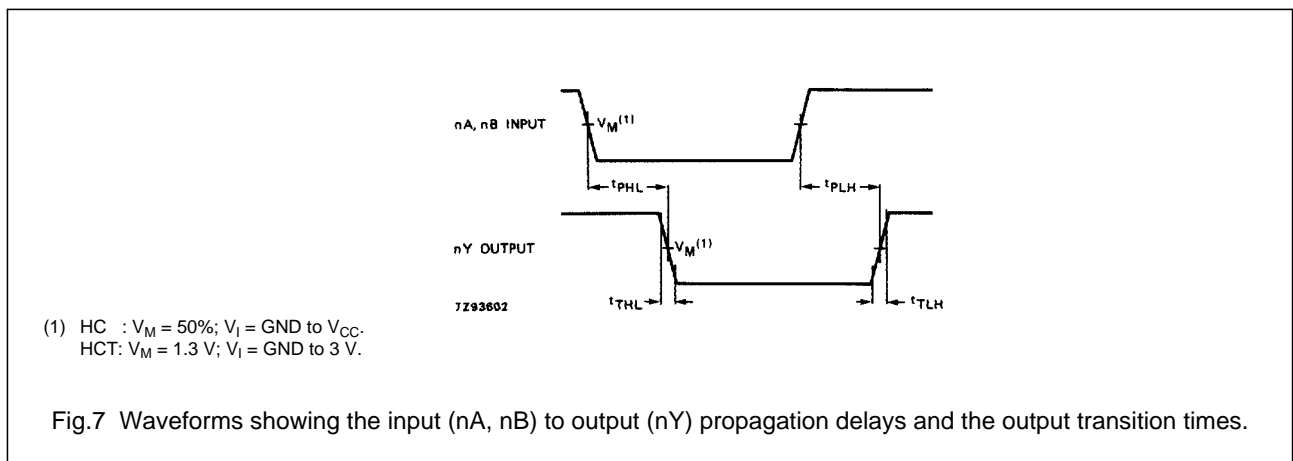 nA, nB INPUT
VM(1)
tPHL
tPLH
nY OUTPUT
VM(1)
tTHL
tTLH
7Z93602
(1) HC : VM = 50%; VI = GND to VCC.
HCT: VM = 1.3 V; VI = GND to 3 V.
Fig.7 Waveforms showing the input (nA, nB) to output (nY) propagation delays and the output transition times.